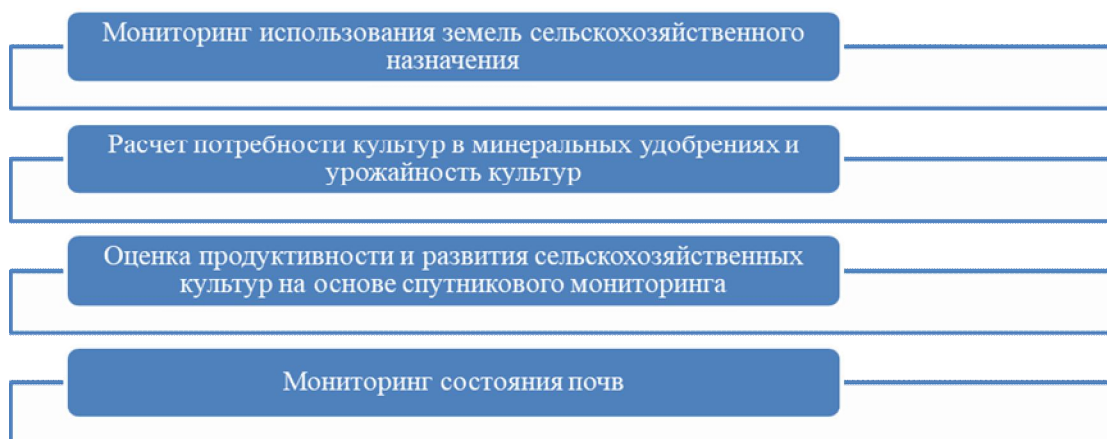 Мониторинг использования земель сельскохозяйственного
назначения
Расчет потребности культур в минеральных удобрениях и
урожайность культур
Оценка продуктивности и развития сельскохозяйственных
культур на основе спутникового мониторинга
Мониторинг состояния почв